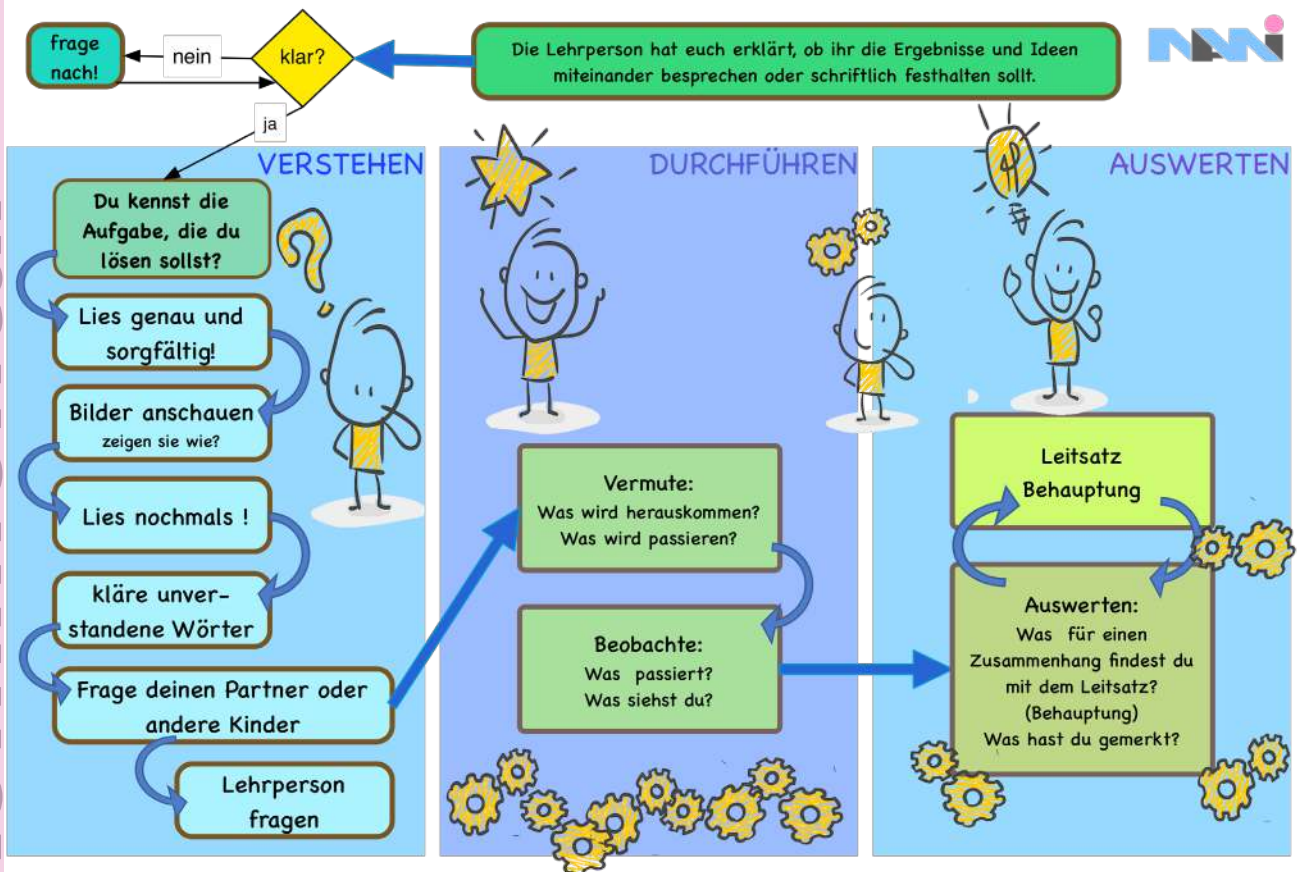 Die Lehrperson hat euch erklärt, ob ihr die Ergebnisse und Ideen
miteinander besprechen oder schriftlich festhalten sollt.
klar?
nein
frage
nach!
ja
NANi
VERSTEHEN
Du kennst die
Aufgabe, die du
lösen sollst?
Lies genau und
sorgfältig!
Bilder anschauen
zeigen sie wie?
Lies nochmals !
kläre unver-
standene Wörter
Frage deinen Partner oder
andere Kinder
Lehrperson
fragen
DURCHFÜHREN
Vermute:
Was wird herauskommen?
Was wird passieren?
Beobachte:
Was passiert?
Was siehst du?
AUSWERTEN
Leitsatz
Behauptung
Auswerten:
Was für einen
Zusammenhang findest du
mit dem Leitsatz?
(Behauptung)
Was hast du gemerkt?